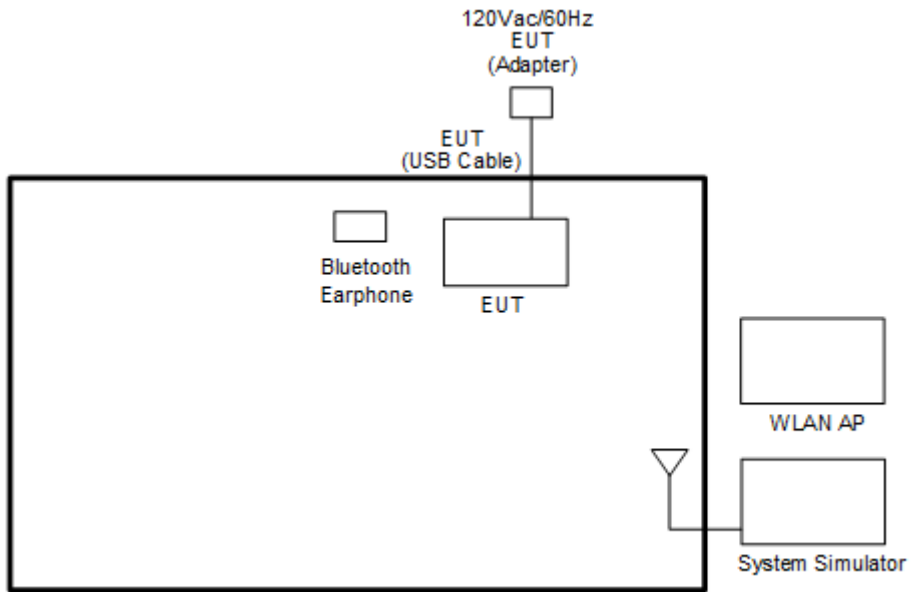 120Vac/60Hz
EUT
(Adapter)
EUT
(USB Cable)
Bluetooth
Earphone
EUT
WLAN AP
System Simulator